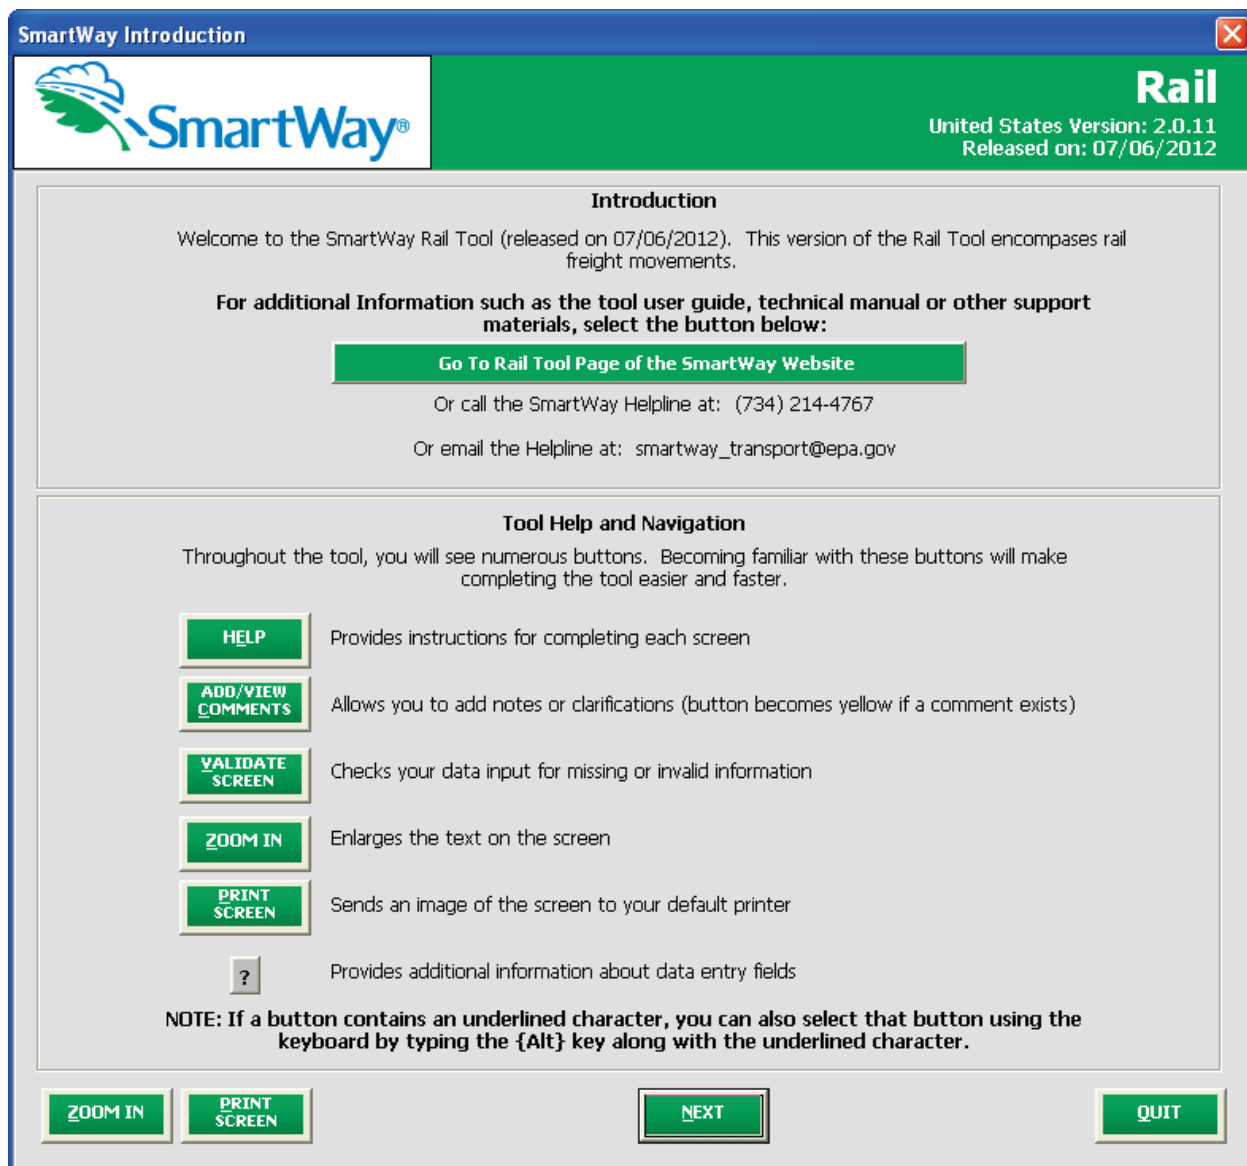 SmartWay Introduction
SmartWay®
Rail
United States Version: 2.0.11
Released on: 07/06/2012
Introduction
Welcome to the SmartWay Rail Tool (released on 07/06/2012).  This version of the Rail Tool encompases rail
freight movements.
For additional Information such as the tool user guide, technical manual or other support
materials, select the button below:
Go To Rail Tool Page of the SmartWay Website
Or call the SmartWay Helpline at:  (734) 214-4767
Or email the Helpline at:  smartway_transport@epa.gov
Tool Help and Navigation
Throughout the tool, you will see numerous buttons.  Becoming familiar with these buttons will make
completing the tool easier and faster.
HELP
Provides instructions for completing each screen
ADD/VIEW
COMMENTS
Allows you to add notes or clarifications (button becomes yellow if a comment exists)
VALIDATE
SCREEN
Checks your data input for missing or invalid information
ZOOM IN
Enlarges the text on the screen
PRINT
SCREEN
Sends an image of the screen to your default printer
?
Provides additional information about data entry fields
NOTE: If a button contains an underlined character, you can also select that button using the
keyboard by typing the {Alt} key along with the underlined character.
ZOOM IN
PRINT
SCREEN
NEXT
QUIT